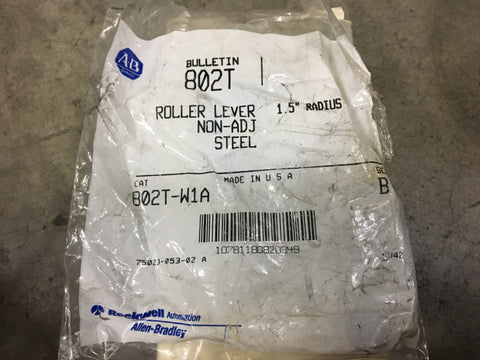 AB
BULLETIN
802T
ROLLER LEVER 1.5" RADIUS
NON-ADJ
STEEL
CAT
MADE IN U S A
802T-W1A
B
75023-053-02 A
Rockwell Automation
Allen-Bradley